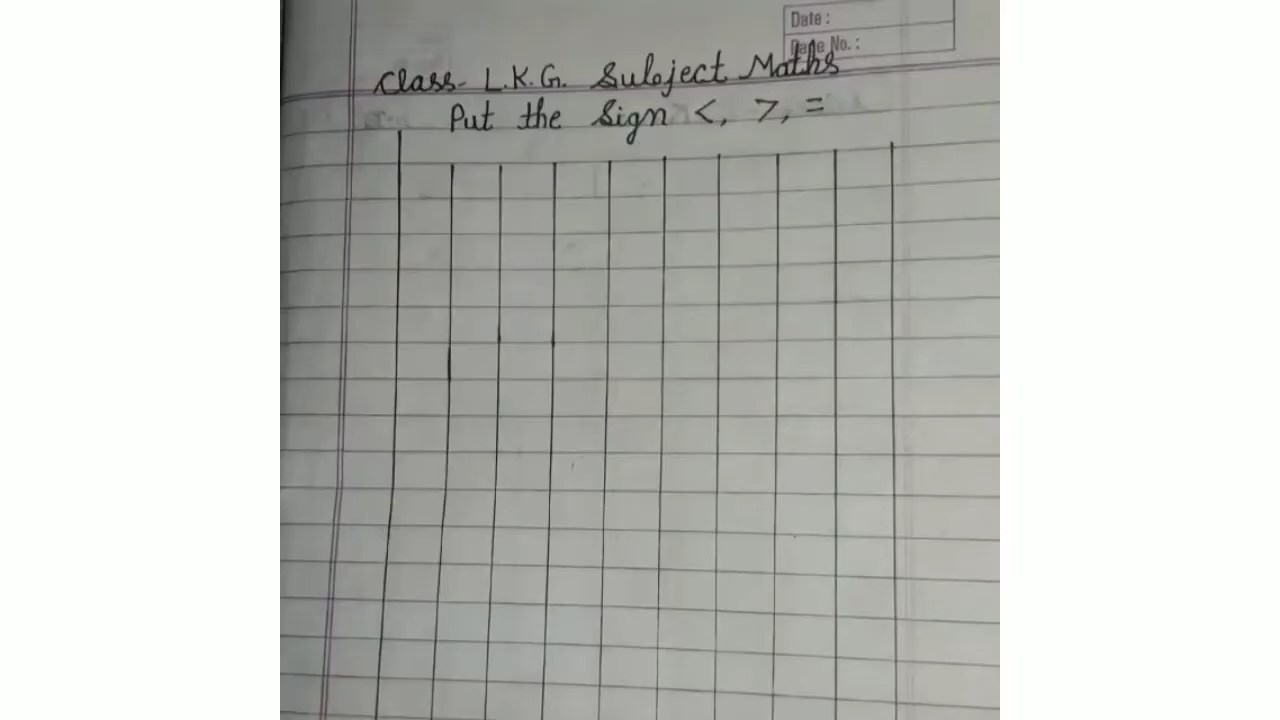 Date :
Page No. :
Class- L.K.G. Subject Maths
Put the Sign <, >, =